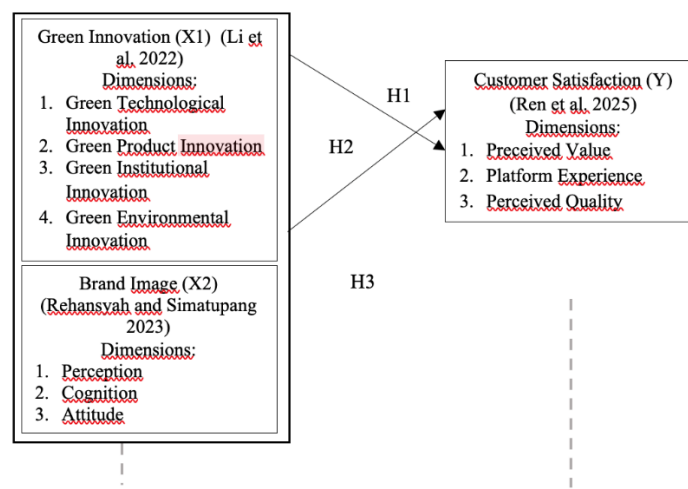 Green Innovation (X1) (Li et
al, 2022)
Dimensions:
1. Green Technological
Innovation
2. Green Product Innovation
3. Green Institutional
Innovation
4. Green Environmental
Innovation
Brand Image (X2)
(Rehansyah and Simatupang
2023)
Dimensions:
1. Perception
2. Cognition
3. Attitude
H1
H2
H3
Customer Satisfaction (Y)
(Ren et al, 2025)
Dimensions:
1. Preceived Value
2. Platform Experience
3. Perceived Quality